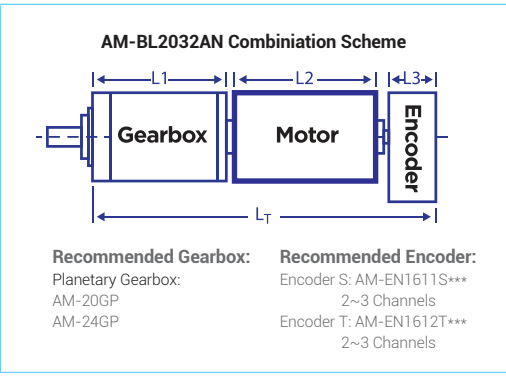 AM-BL2032AN Combiniation Scheme
L1
L2
L3
Gearbox
Motor
Encoder
LT
Recommended Gearbox:
Planetary Gearbox:
AM-20GP
AM-24GP
Recommended Encoder:
Encoder S: AM-EN1611S***
2~3 Channels
Encoder T: AM-EN1612T***
2~3 Channels